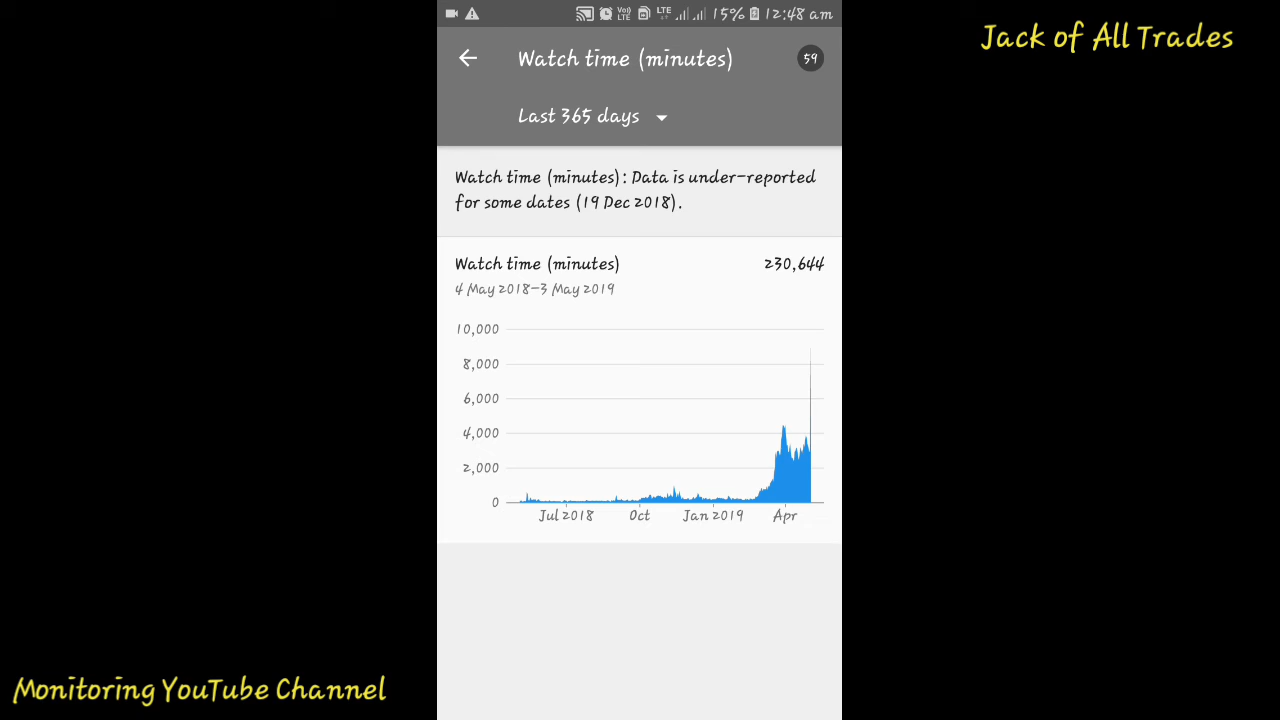 VoLTE LTE 15% 12:48 am
Jack of All Trades
Watch time (minutes) 59
Last 365 days
Watch time (minutes): Data is under-reported
for some dates (19 Dec 2018).
Watch time (minutes) 230,644
4 May 2018–3 May 2019
10,000
8,000
6,000
4,000
2,000
0
Jul 2018 Oct Jan 2019 Apr
Monitoring YouTube Channel